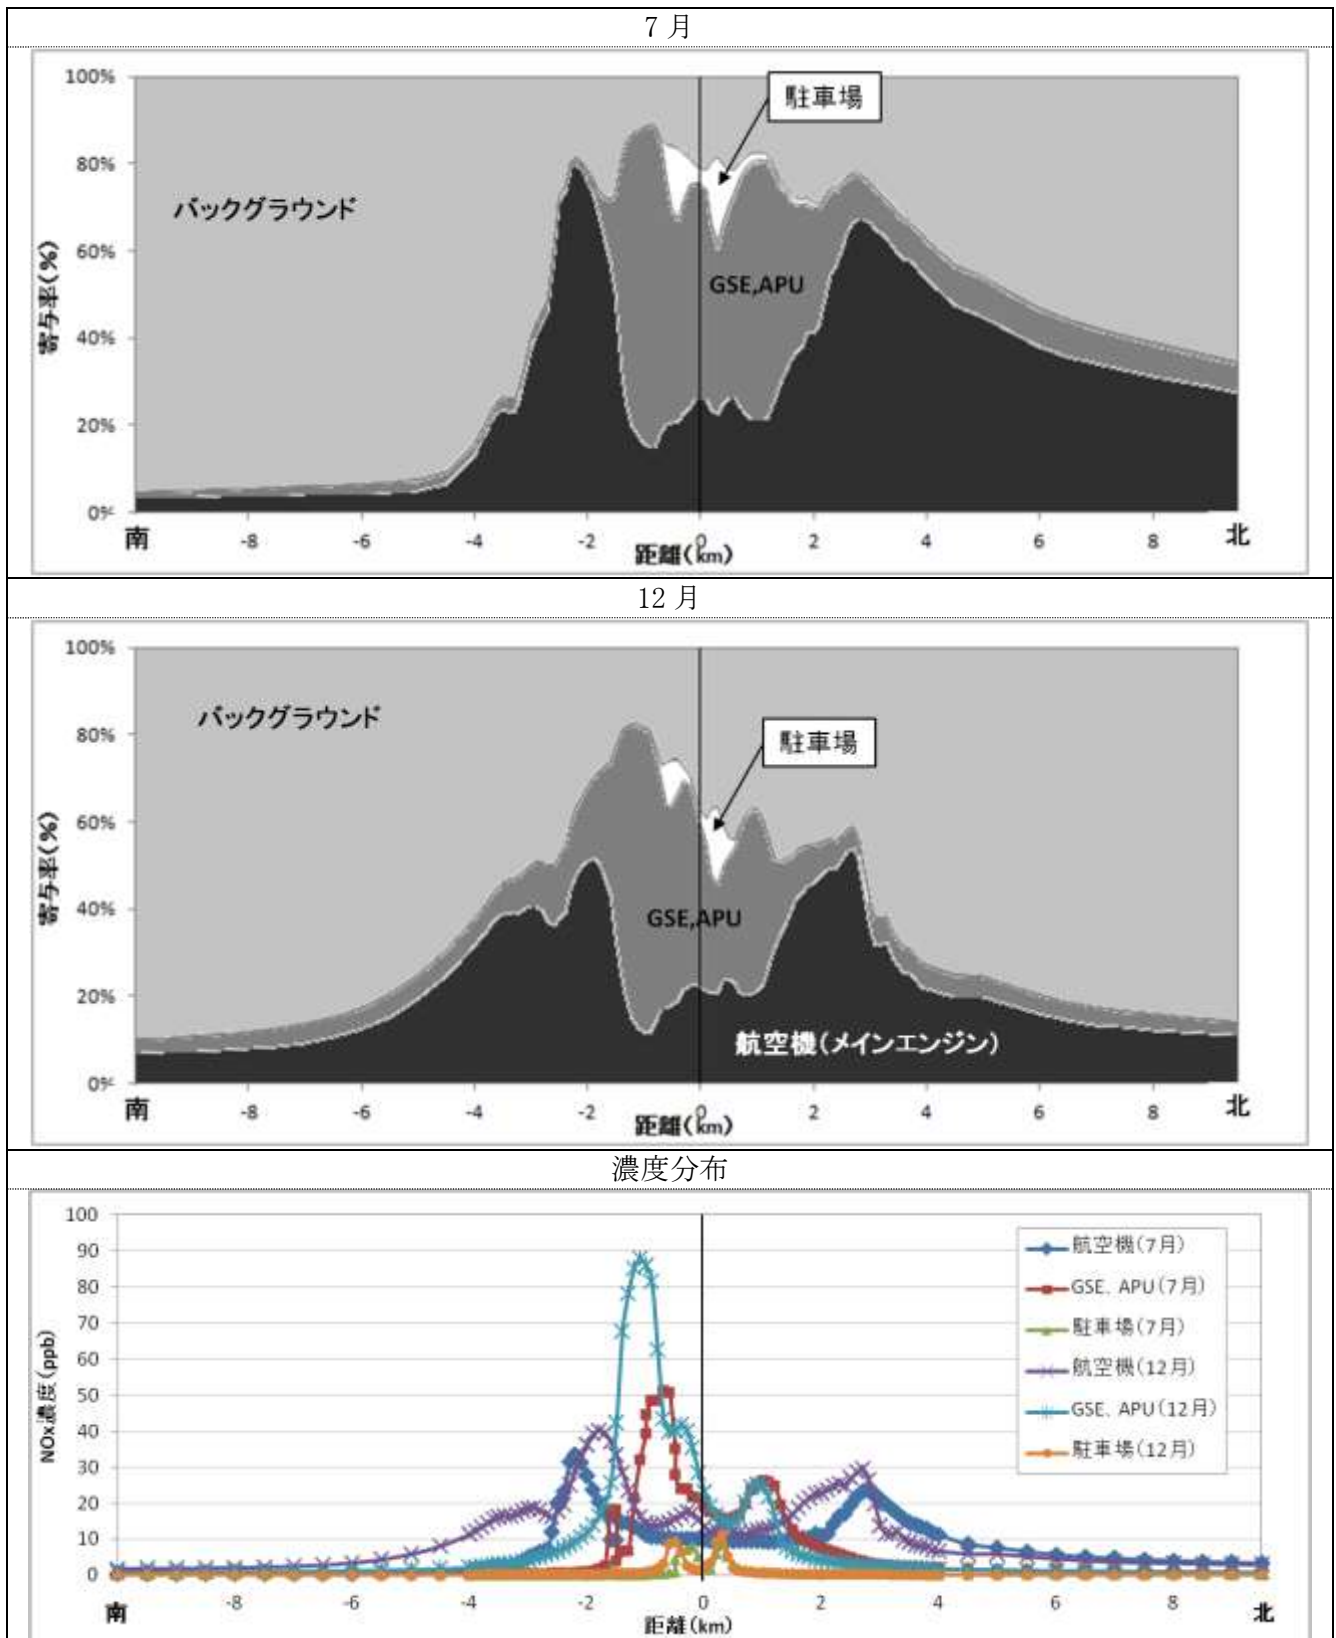 7月
100%
80%
60%
40%
20%
0%
寄与率(%)
バックグラウンド
駐車場
GSE,APU
南
-8
-6
-4
-2
0
2
4
6
8
北
距離(km)
12月
100%
80%
60%
40%
20%
0%
寄与率(%)
バックグラウンド
駐車場
GSE,APU
航空機(メインエンジン)
南
-8
-6
-4
-2
0
2
4
6
8
北
距離(km)
濃度分布
100
90
80
70
60
50
40
30
20
10
0
NOx濃度(ppb)
航空機(7月)
GSE、APU(7月)
駐車場(7月)
航空機(12月)
GSE、APU(12月)
駐車場(12月)
南
-8
-6
-4
-2
0
2
4
6
8
北
距離(km)